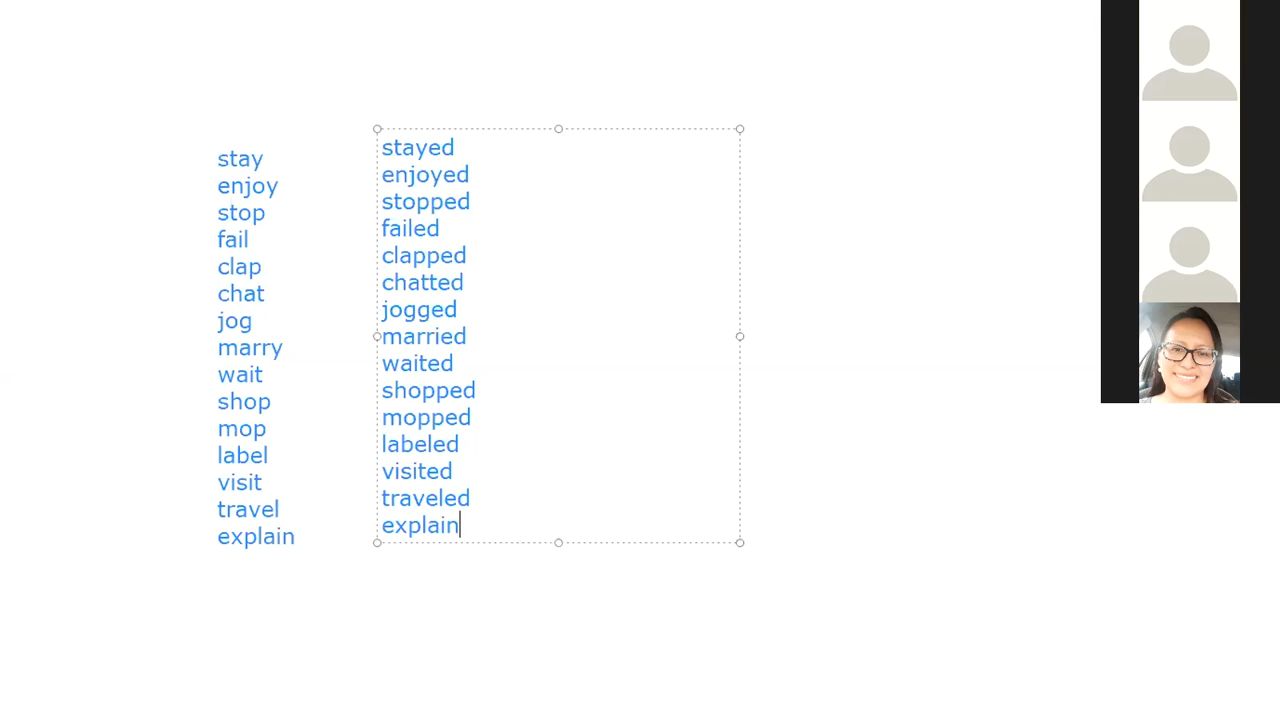 stay
enjoy
stop
fail
clap
chat
jog
marry
wait
shop
mop
label
visit
travel
explain
stayed
enjoyed
stopped
failed
clapped
chatted
jogged
married
waited
shopped
mopped
labeled
visited
traveled
explain